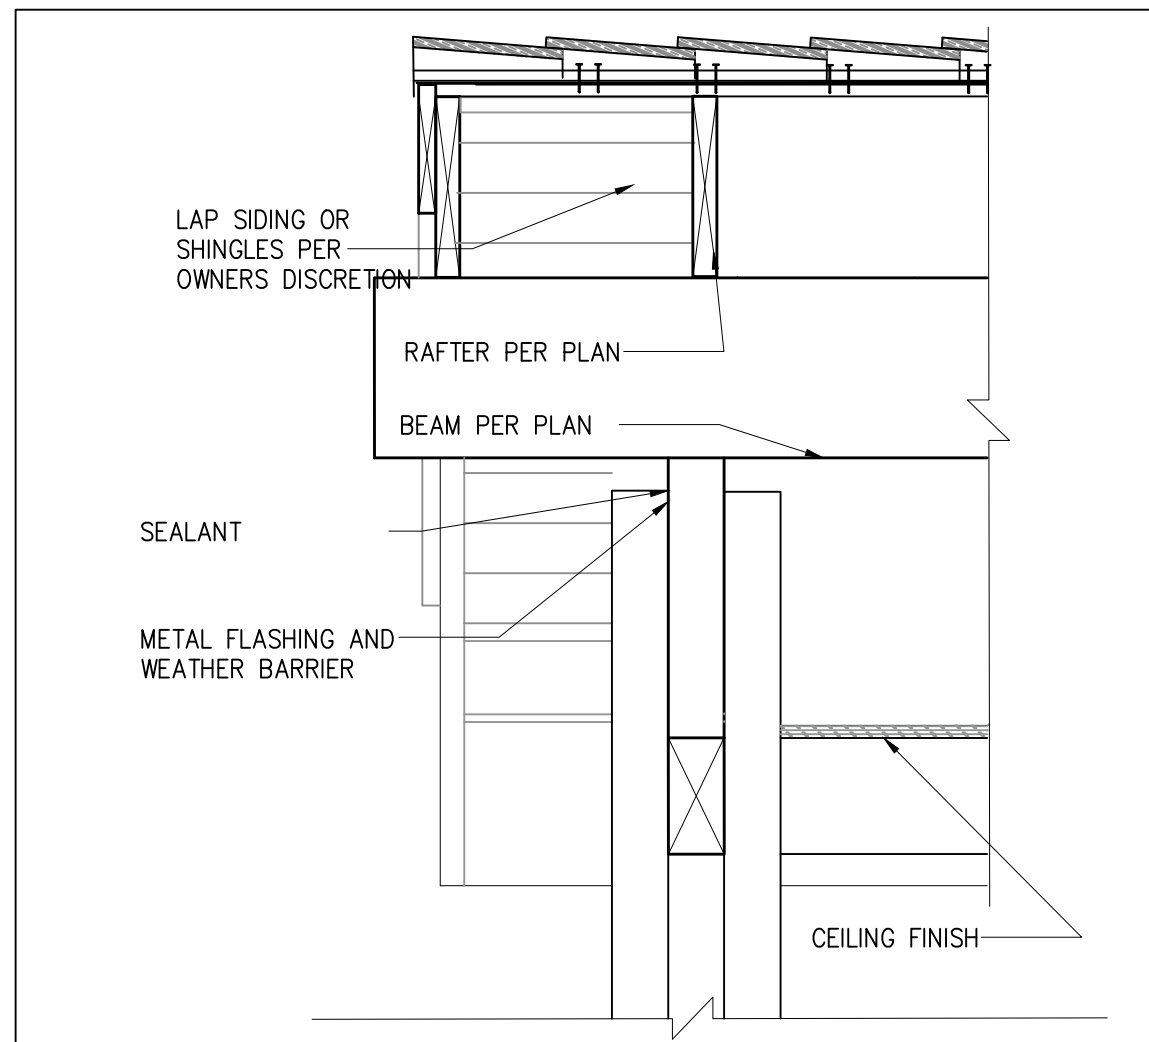 LAP SIDING OR
SHINGLES PER
OWNERS DISCRETION
RAFTER PER PLAN
BEAM PER PLAN
SEALANT
METAL FLASHING AND
WEATHER BARRIER
CEILING FINISH